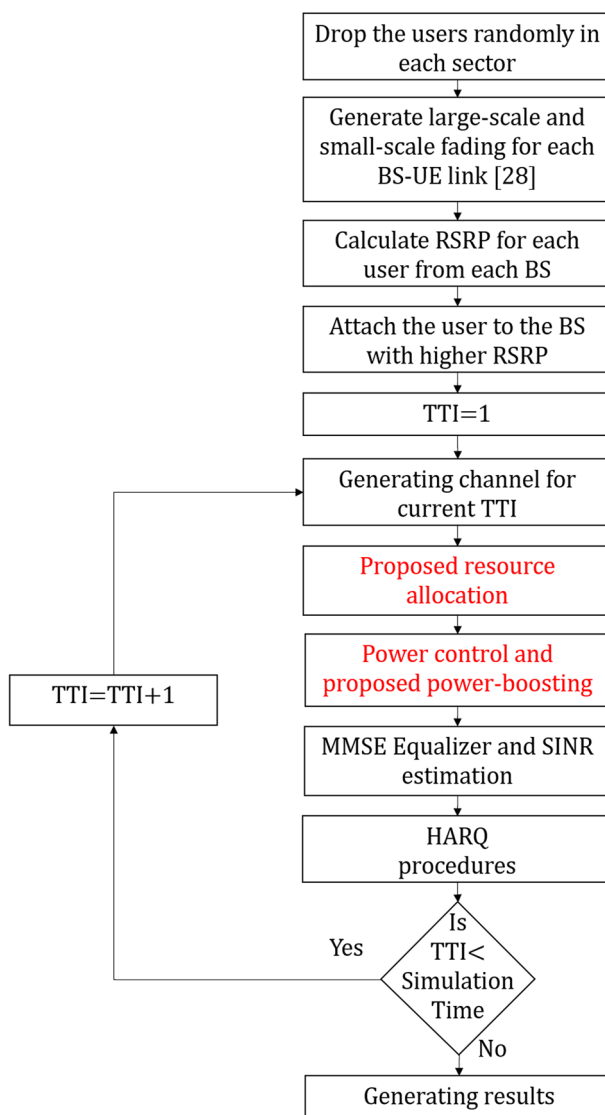 Drop the users randomly in
each sector
Generate large-scale and
small-scale fading for each
BS-UE link [28]
Calculate RSRP for each
user from each BS
Attach the user to the BS
with higher RSRP
TTI=1
Generating channel for
current TTI
Proposed resource
allocation
Power control and
proposed power-boosting
TTI=TTI+1
MMSE Equalizer and SINR
estimation
HARQ
procedures
Is
TTI<
Simulation
Time
Yes
No
Generating results